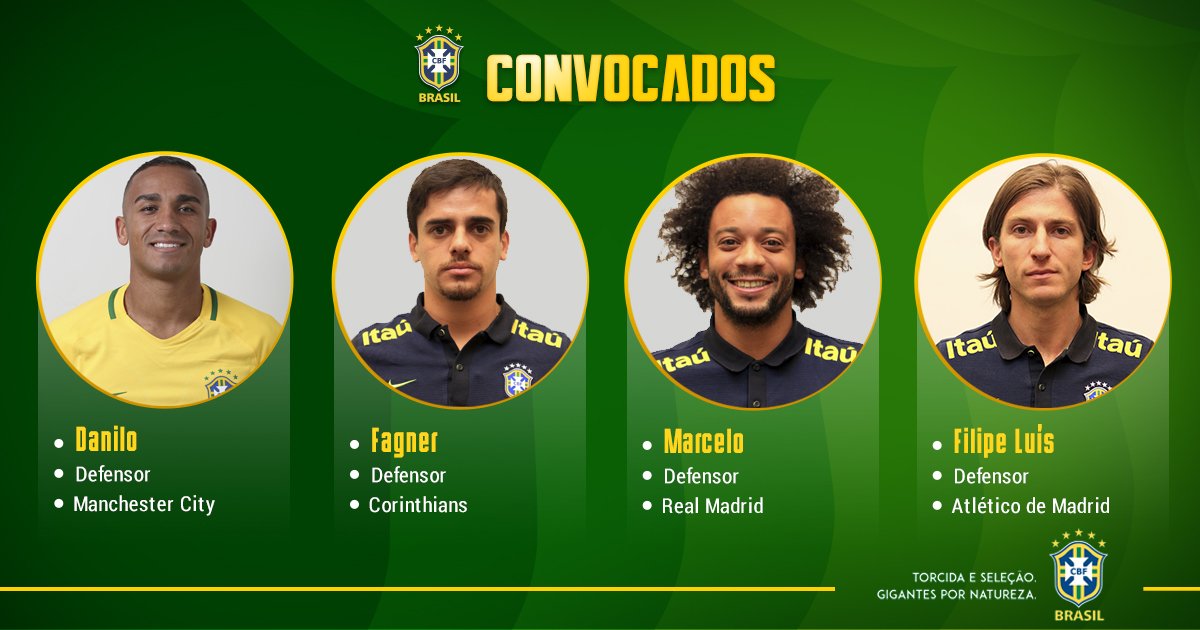 CBF
BRASIL
CONVOCADOS
Itaú Itaú
Itaú Itaú
Itaú Itaú
Danilo
Defensor
Manchester City
Fagner
Defensor
Corinthians
Marcelo
Defensor
Real Madrid
Filipe Luís
Defensor
Atlético de Madrid
TORCIDA E SELEÇÃO.
GIGANTES POR NATUREZA.
CBF
BRASIL